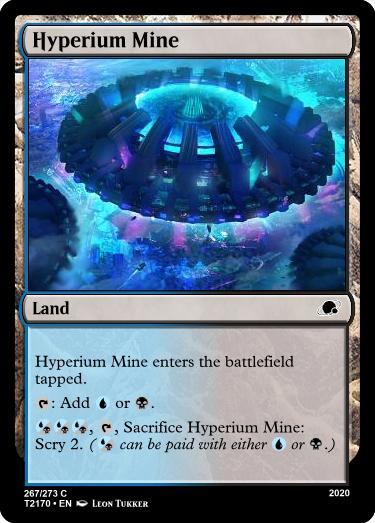 Hyperium Mine
Land
Hyperium Mine enters the battlefield
tapped.
: Add or .
, , Sacrifice Hyperium Mine:
Scry 2. ( can be paid with either or .)
267/273 C
2020
T2170 • EN Leon Tukker